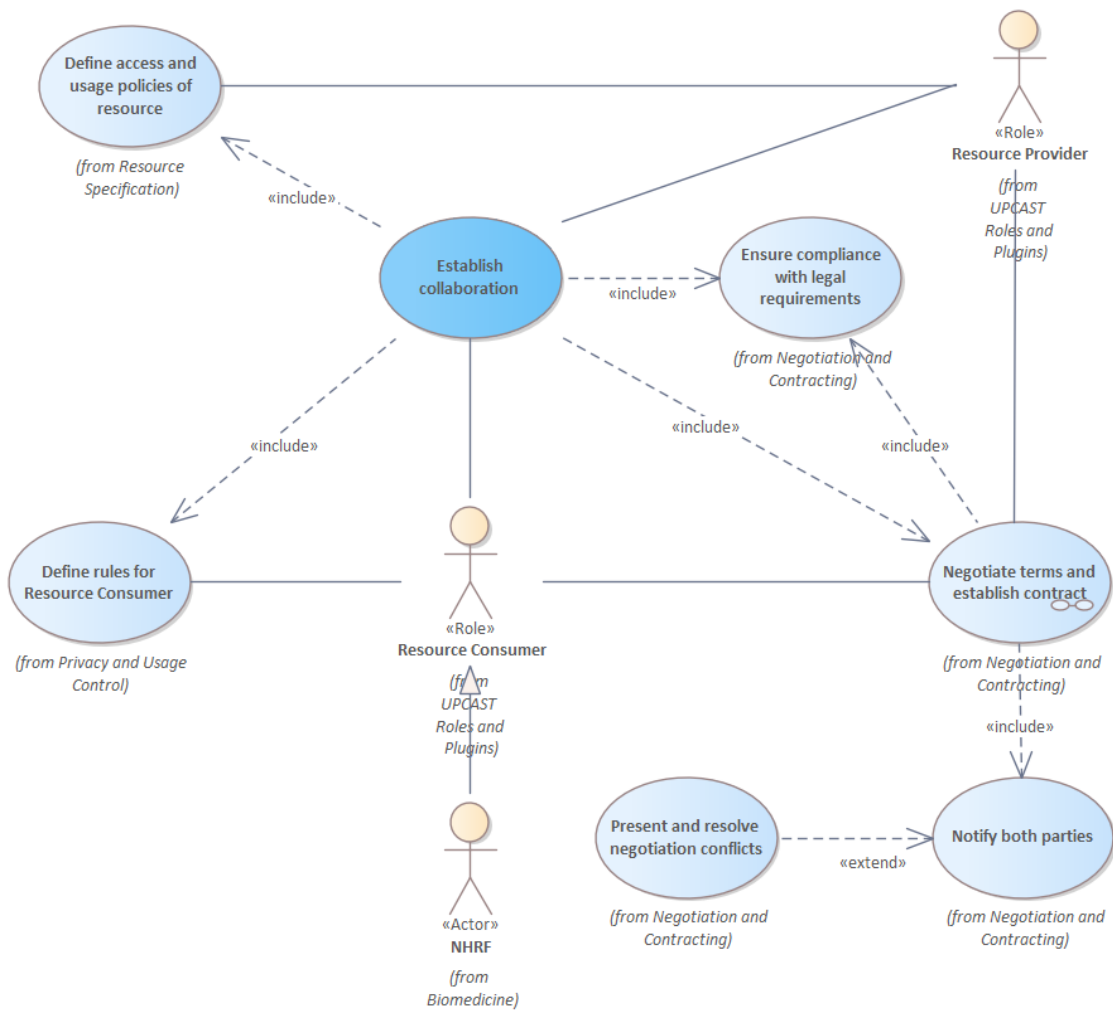 Define access and
usage policies of
resource
(from Resource
Specification)
«Role»
Resource Provider
(from
UPCAST
Roles and
Plugins)
«include»
Establish
collaboration
«include»
Ensure compliance
with legal
requirements
(from Negotiation and
Contracting)
«include»
«include»
«include»
Define rules for
Resource Consumer
(from Privacy and Usage
Control)
«Role»
Resource Consumer
(from
UPCAST
Roles and
Plugins)
Negotiate terms and
establish contract
(from Negotiation and
Contracting)
«include»
Present and resolve
negotiation conflicts
(from Negotiation and
Contracting)
«extend»
Notify both parties
(from Negotiation and
Contracting)
«Actor»
NHRF
(from
Biomedicine)